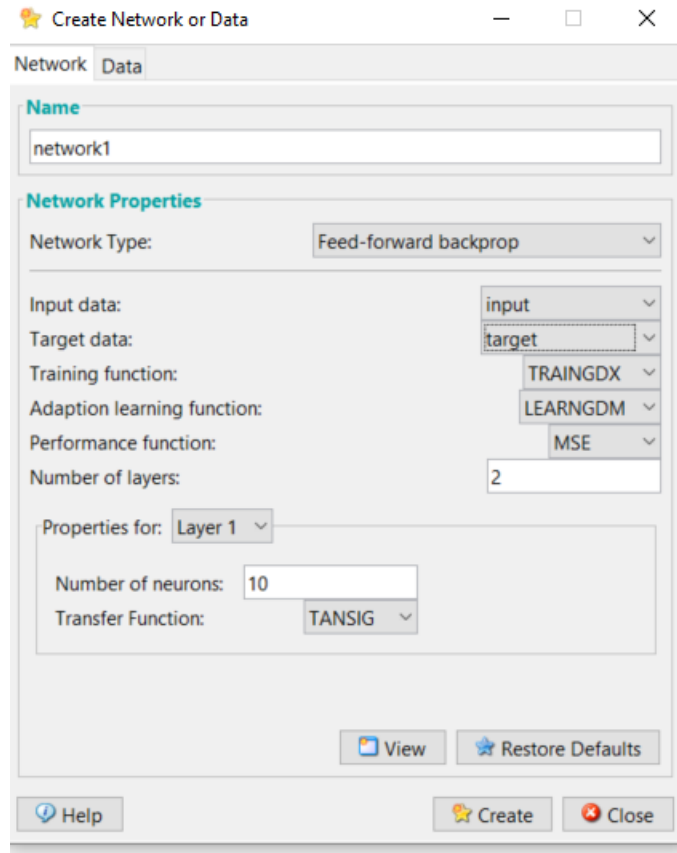 Create Network or Data
Network Data
Name
network1
Network Properties
Network Type: Feed-forward backprop
Input data: input
Target data: target
Training function: TRAINGDX
Adaption learning function: LEARNGDM
Performance function: MSE
Number of layers: 2
Properties for: Layer 1
Number of neurons: 10
Transfer Function: TANSIG
View Restore Defaults
Help Create Close